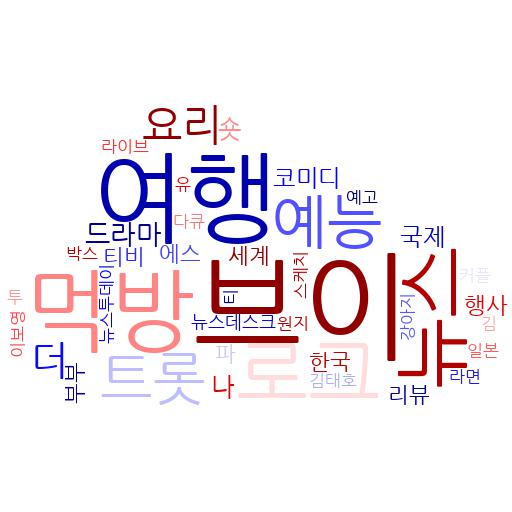 요리
숏
라이브
여행
유
코미디
예고
다큐
예능
드라마
국제
박스
티비
에스
세계
브이
뉴스
커플
먹방
뉴스투데이
티
스케치
투
뉴스데스크
원지
강아지
행사
이보영
김
더
트롯
파
로그
한국
일본
부부
나
김태호
리뷰
라면